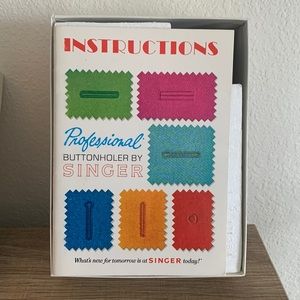 INSTRUCTIONS
Professional
BUTTONHOLER BY
SINGER
What's new for tomorrow is at SINGER today!*